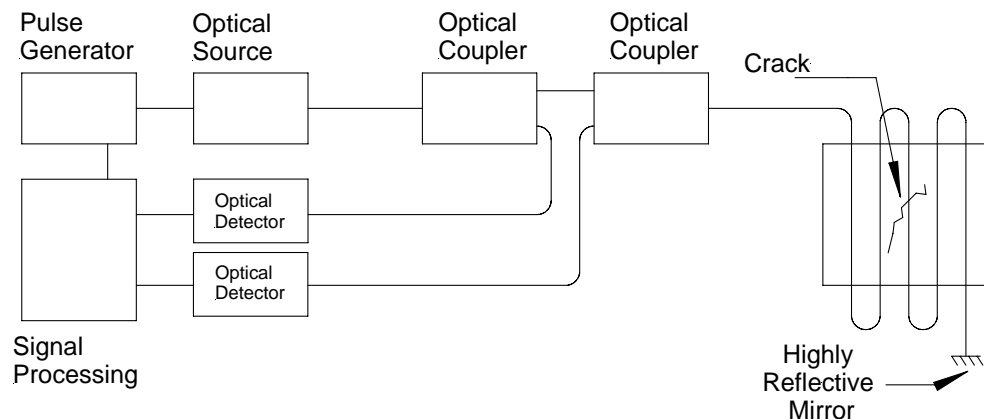 Pulse
Generator
Optical
Source
Optical
Coupler
Optical
Coupler
Crack
Optical
Detector
Optical
Detector
Signal
Processing
Highly
Reflective
Mirror